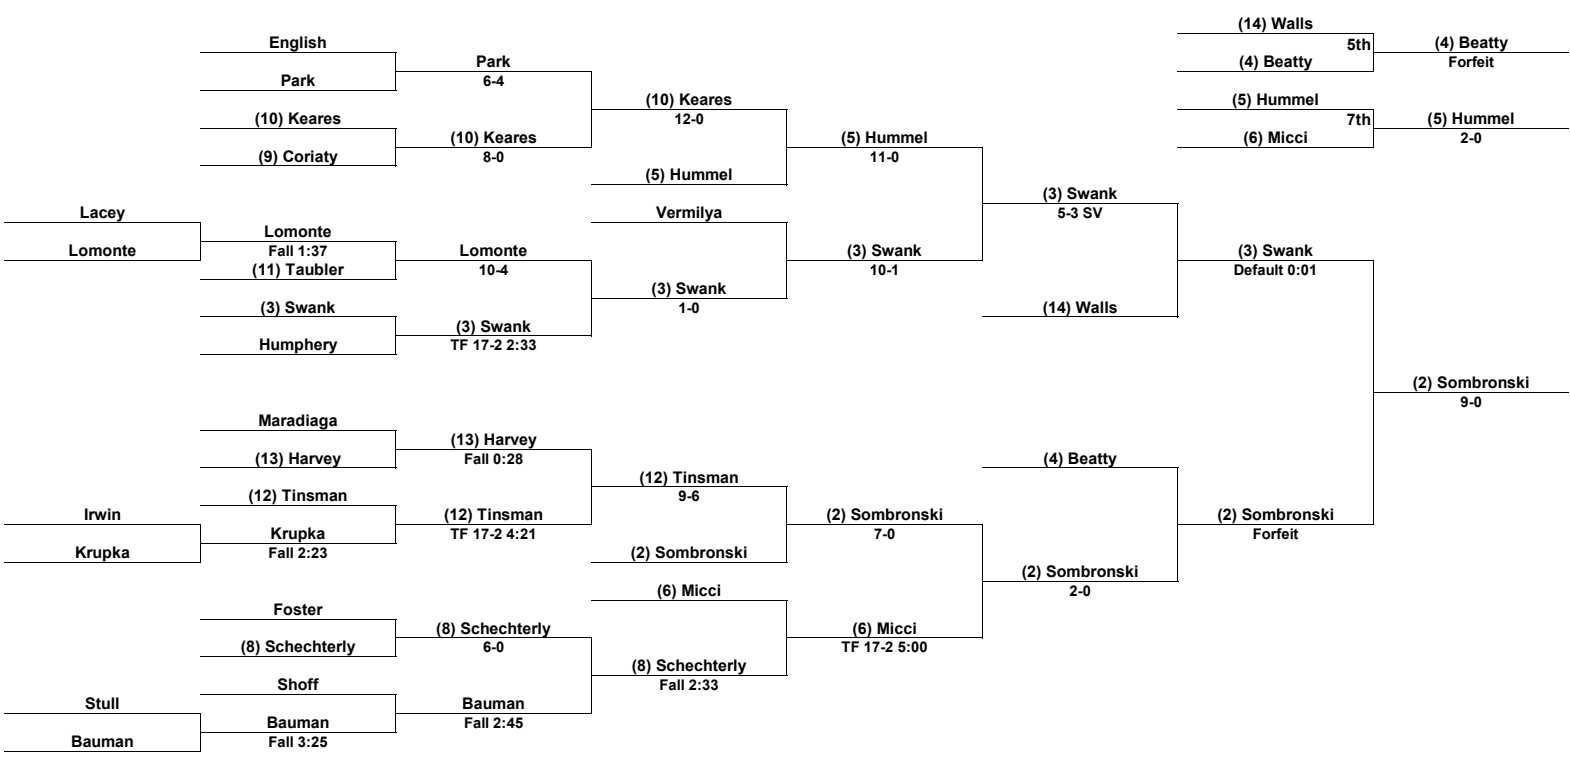 (14) Walls
5th
(4) Beatty
(4) Beatty
Forfeit
(5) Hummel
7th
(6) Micci
(5) Hummel
2-0
English
Park
Park
6-4
(10) Keares
(9) Coriaty
(10) Keares
8-0
(10) Keares
12-0
(5) Hummel
(5) Hummel
11-0
Lacey
Lomonte
Lomonte
Fall 1:37
(11) Taubler
Lomonte
10-4
(3) Swank
Humphery
(3) Swank
TF 17-2 2:33
Vermilya
(3) Swank
1-0
(3) Swank
10-1
(3) Swank
5-3 SV
(14) Walls
(3) Swank
Default 0:01
(2) Sombronski
9-0
Maradiaga
(13) Harvey
(13) Harvey
Fall 0:28
(12) Tinsman
Irwin
Krupka
Krupka
Fall 2:23
(12) Tinsman
TF 17-2 4:21
(12) Tinsman
9-6
(2) Sombronski
(2) Sombronski
7-0
(4) Beatty
(2) Sombronski
Forfeit
(2) Sombronski
2-0
(6) Micci
Foster
(8) Schechterly
(8) Schechterly
6-0
(6) Micci
TF 17-2 5:00
(8) Schechterly
Fall 2:33
Shoff
Stull
Bauman
Bauman
Fall 3:25
Bauman
Fall 2:45